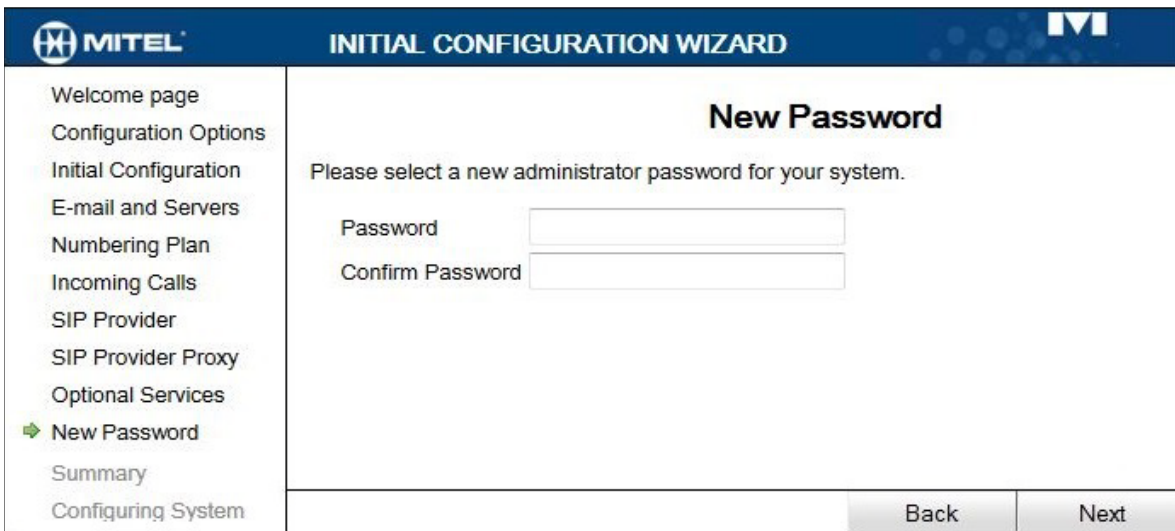 MITEL
INITIAL CONFIGURATION WIZARD
Welcome page
Configuration Options
Initial Configuration
E-mail and Servers
Numbering Plan
Incoming Calls
SIP Provider
SIP Provider Proxy
Optional Services
New Password
Summary
Configuring System
New Password
Please select a new administrator password for your system.
Password
Confirm Password
Back
Next